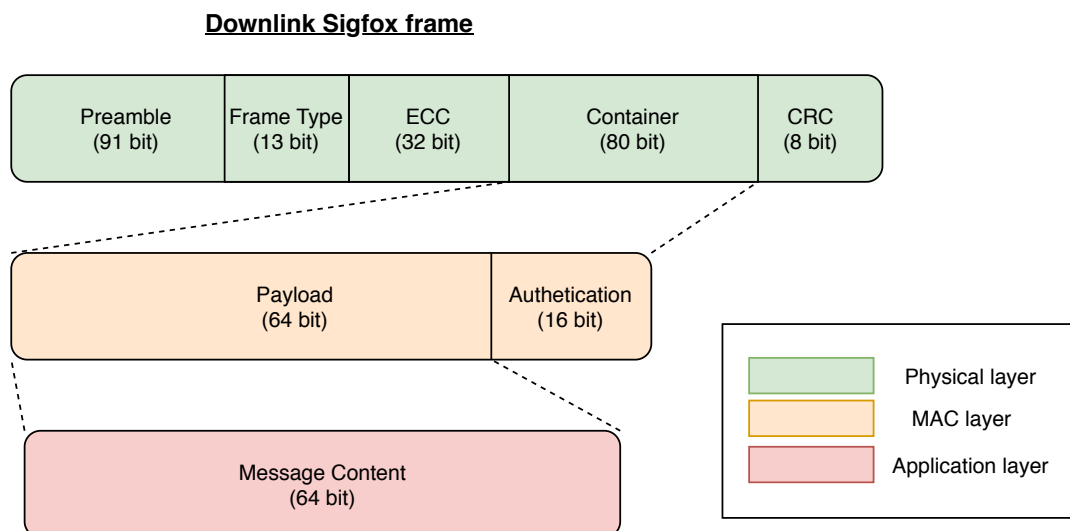 Downlink Sigfox frame
Preamble
(91 bit)
Frame Type
(13 bit)
ECC
(32 bit)
Container
(80 bit)
CRC
(8 bit)
Payload
(64 bit)
Authetication
(16 bit)
Message Content
(64 bit)
Physical layer
MAC layer
Application layer